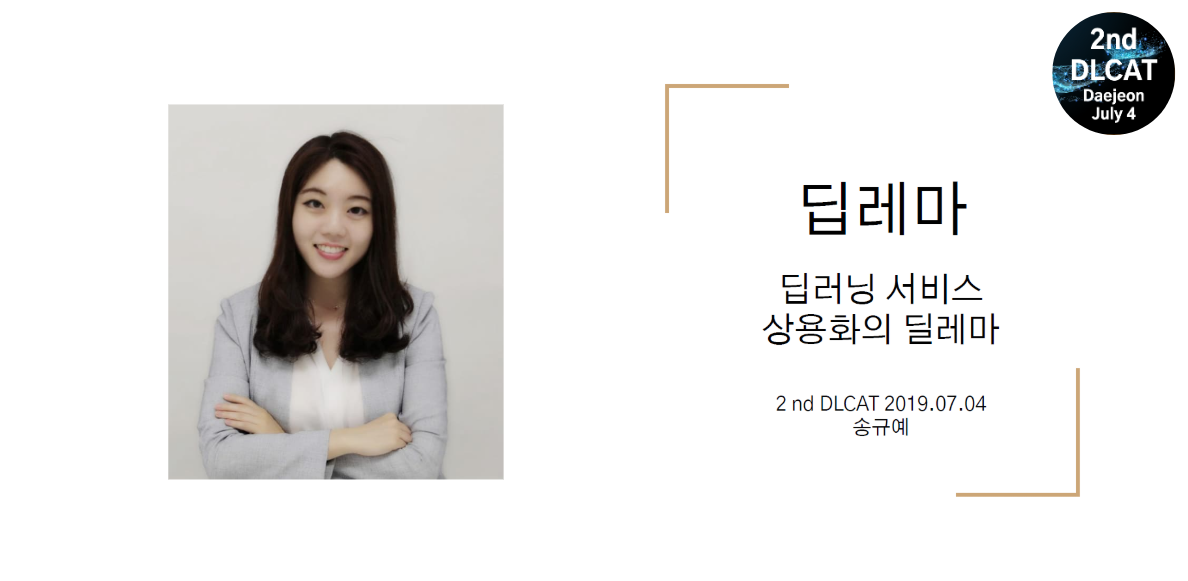 2nd
DLCAT
Daejeon
July 4
딥레마
딥러닝 서비스
상용화의 딜레마
2 nd DLCAT 2019.07.04
송규예